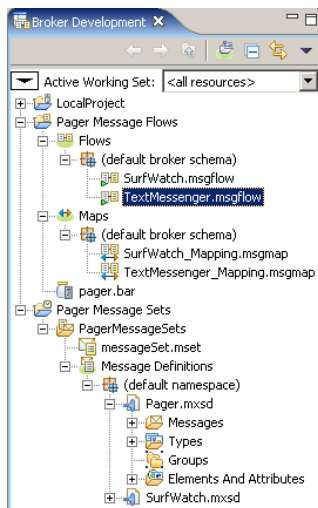 Broker Development
Active Working Set: <all resources>
LocalProject
Pager Message Flows
Flows
(default broker schema)
SurfWatch.msgflow
TextMessenger.msgflow
Maps
(default broker schema)
SurfWatch_Mapping.msgmap
TextMessenger_Mapping.msgmap
pager.bar
Pager Message Sets
PagerMessageSets
messageSet.mset
Message Definitions
(default namespace)
Pager.mxsd
Messages
Types
Groups
Elements And Attributes
SurfWatch.mxsd